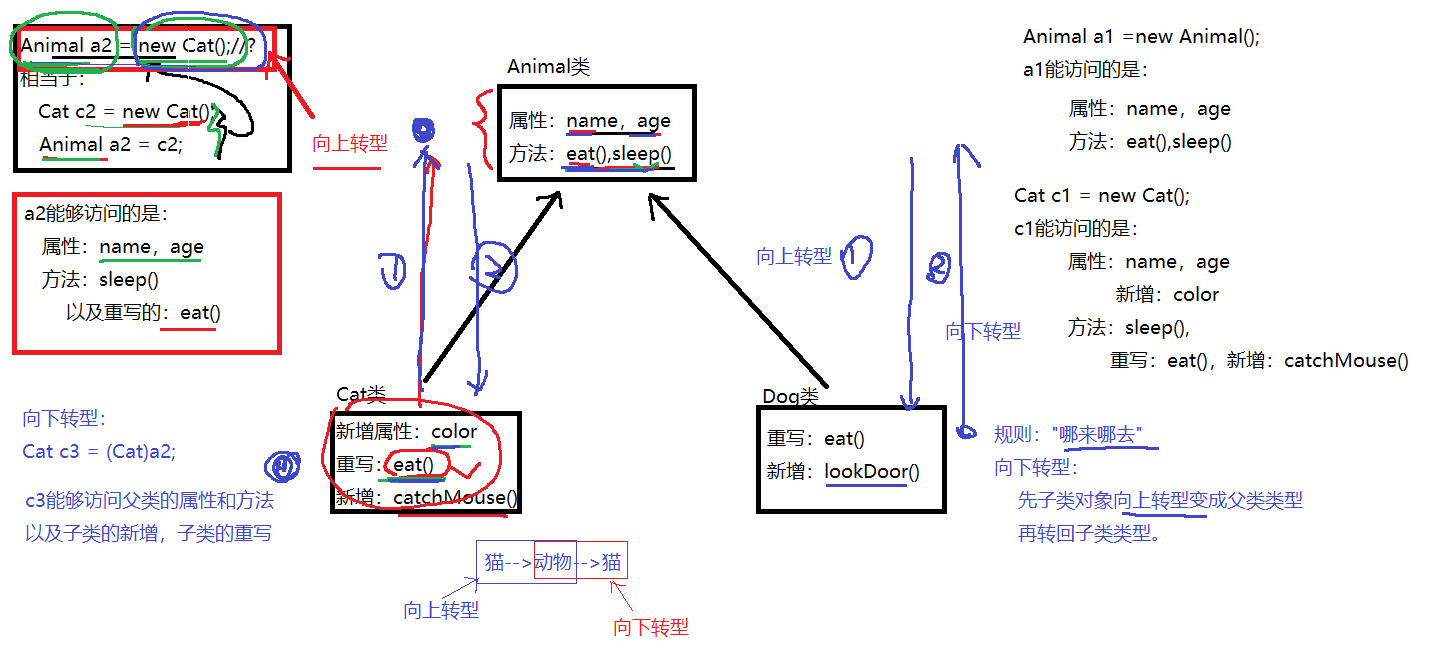 Animal a2 = new Cat();//?
相当于：
Cat c2 = new Cat();
Animal a2 = c2;
向上转型
a2能够访问的是：
属性：name，age
方法：sleep()
以及重写的：eat()
向下转型：
Cat c3 = (Cat)a2;
c3能够访问父类的属性和方法
以及子类的新增，子类的重写
Animal类
属性：name，age
方法：eat(),sleep()
①
②
Cat类
新增属性：color
重写：eat()
新增：catchMouse()
猫-->动物-->猫
向上转型
向下转型
向上转型 ①
②
向下转型
Dog类
重写：eat()
新增：lookDoor()
Animal a1 =new Animal();
a1能访问的是：
属性：name，age
方法：eat(),sleep()
Cat c1 = new Cat();
c1能访问的是：
属性：name，age
新增：color
方法：sleep(),
重写：eat()，新增：catchMouse()
规则："哪来哪去"
向下转型：
先子类对象向上转型变成父类类型
再转回子类类型。